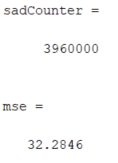 sadCounter =
3960000
mse =
32.2846